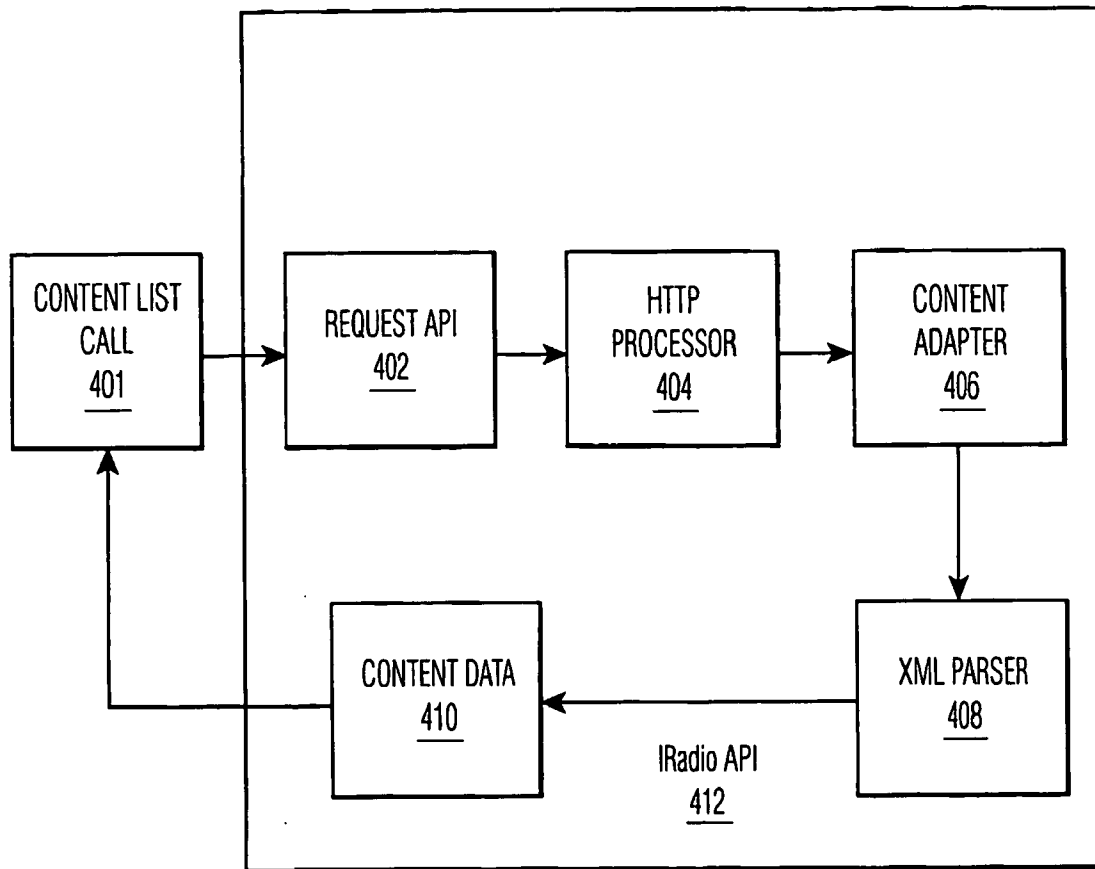 CONTENT LIST
CALL
401
REQUEST API
402
HTTP
PROCESSOR
404
CONTENT
ADAPTER
406
CONTENT DATA
410
XML PARSER
408
IRadio API
412